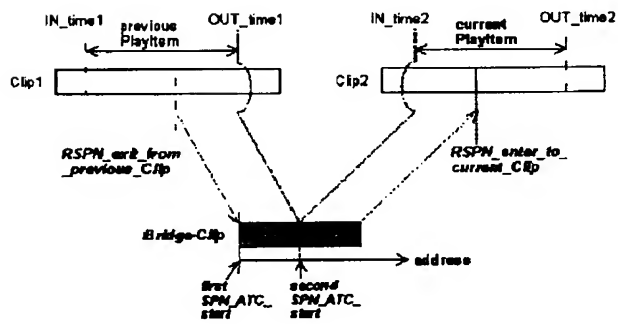 IN_time1
previous
PlayItem
OUT_time1
IN_time2
current
PlayItem
OUT_time2
Clip1
Clip2
RSPN_exit_from
_previous_Clip
RSPN_enter_to_
current_Clip
Bridge-Clip
address
first
SPN_ATC_
start
second
SPN_ATC_
start